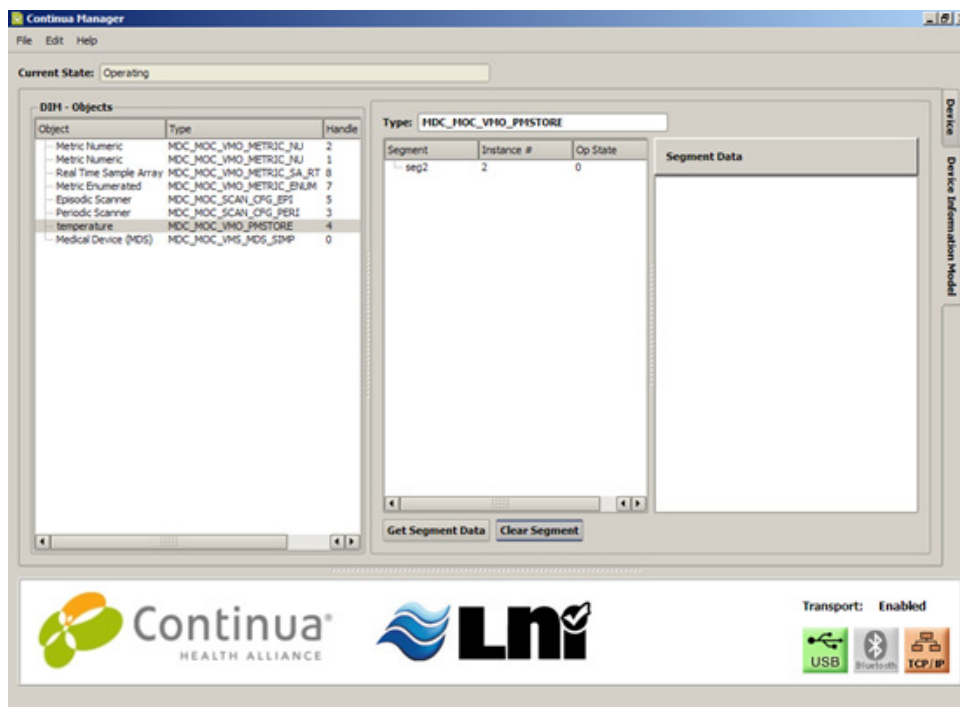 Continua Manager
File Edit Help
Current State: Operating
DIM - Objects
Object Type Handle
Metric Numeric MDC_MOC_VMO_METRIC_NU 2
Metric Numeric MDC_MOC_VMO_METRIC_NU 1
Real Time Sample Array MDC_MOC_VMO_METRIC_SA_RT 8
Metric Enumerated MDC_MOC_VMO_METRIC_ENUM 7
Episodic Scanner MDC_MOC_SCAN_CFG_EPI 5
Periodic Scanner MDC_MOC_SCAN_CFG_PERI 3
temperature MDC_MOC_VMO_PMSTORE 4
Medical Device (MDS) MDC_MOC_VMS_MDS_SIMP 0
Type: MDC_MOC_VMO_PMSTORE
Segment Instance # Op State
seg2 2 0
Segment Data
Get Segment Data Clear Segment
Device
Device Information Model
Continua®
HEALTH ALLIANCE
LNI
Transport: Enabled
USB Bluetooth TCP/IP